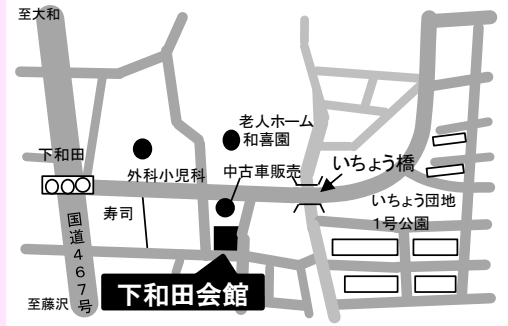 至大和
老人ホーム
和喜園
下和田
外科小児科
中古車販売
いちょう橋
いちょう団地
1号公園
寿司
国道467号
至藤沢
下和田会館